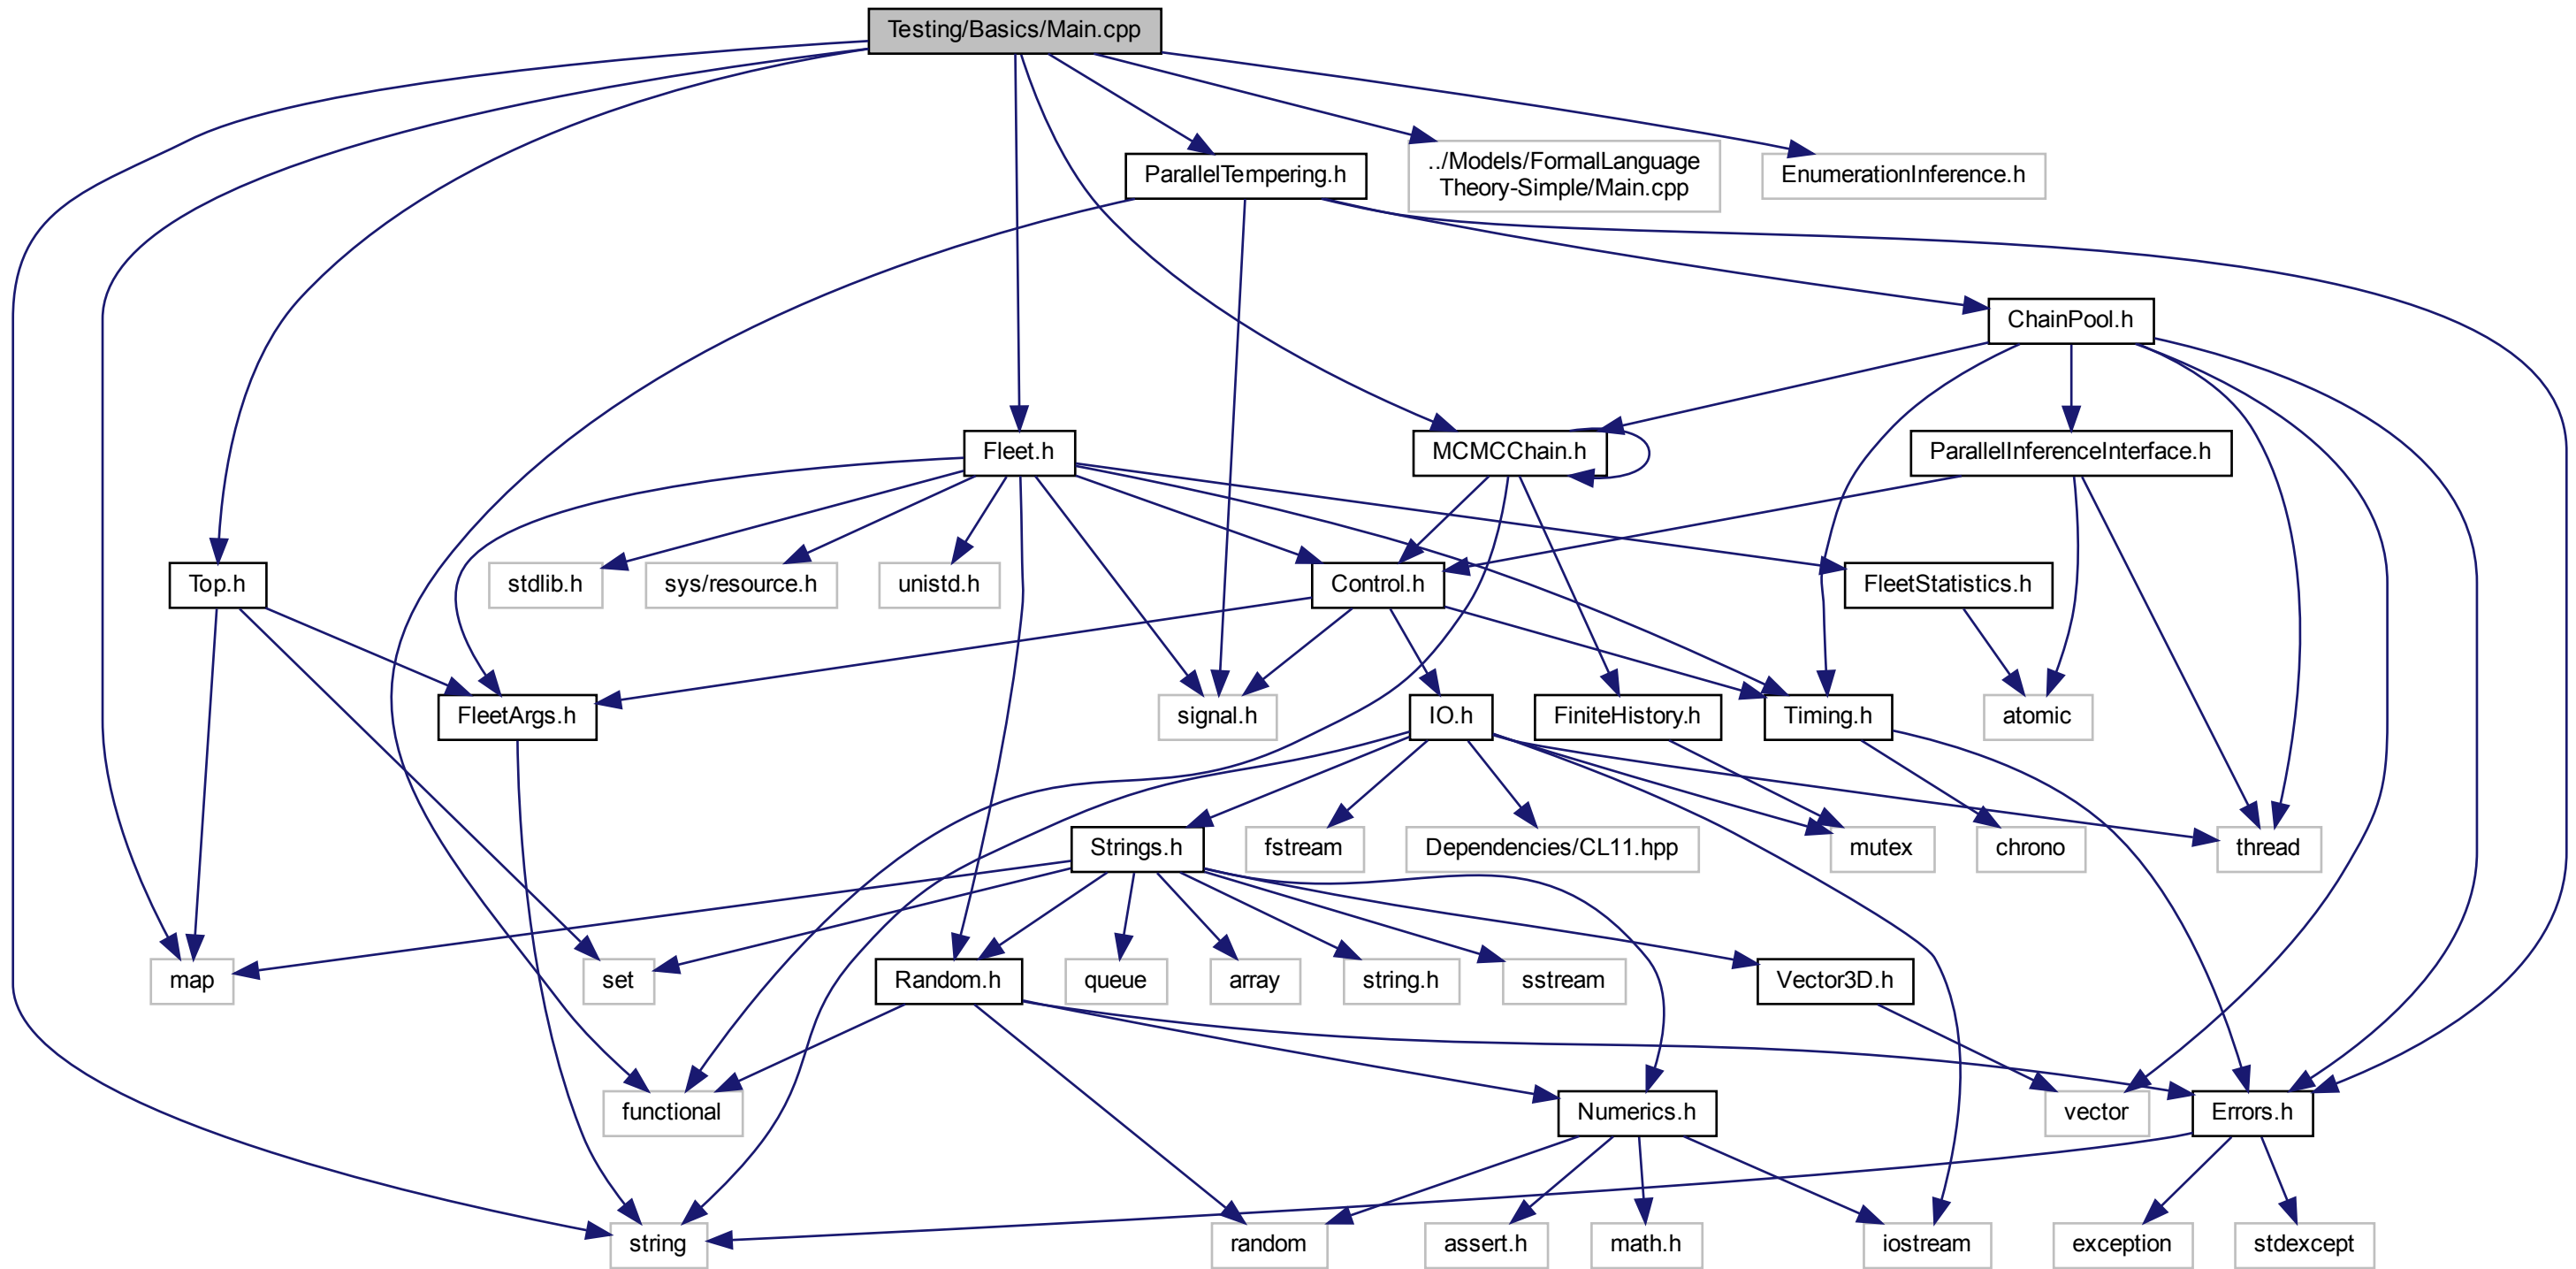 Testing/Basics/Main.cpp
ParallelTempering.h
../Models/FormalLanguage
Theory-Simple/Main.cpp
EnumerationInference.h
ChainPool.h
Fleet.h
MCMCChain.h
ParallelInferenceInterface.h
Top.h
stdlib.h
sys/resource.h
unistd.h
Control.h
FleetStatistics.h
FleetArgs.h
signal.h
IO.h
FiniteHistory.h
Timing.h
atomic
Strings.h
fstream
Dependencies/CL11.hpp
mutex
chrono
thread
map
set
Random.h
queue
array
string.h
sstream
Vector3D.h
functional
Numerics.h
vector
Errors.h
string
random
assert.h
math.h
iostream
exception
stdexcept